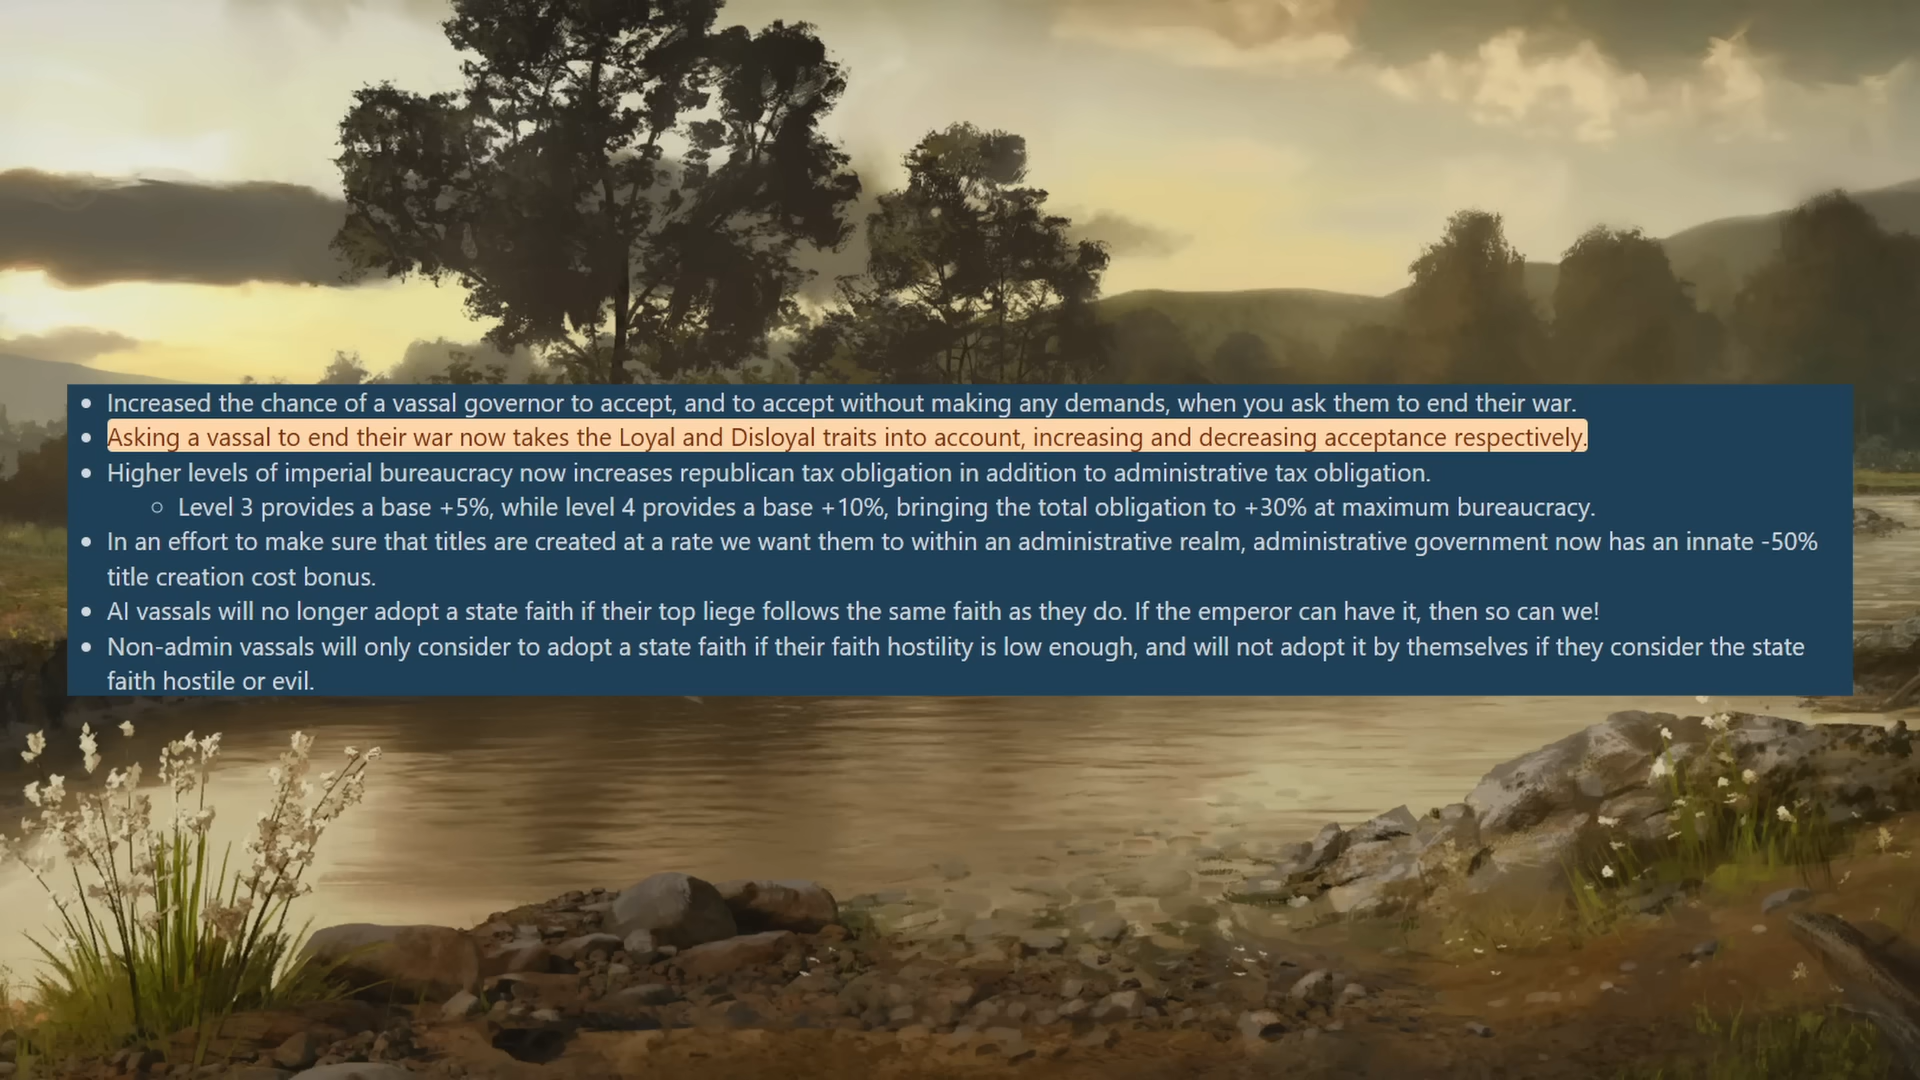 • Increased the chance of a vassal governor to accept, and to accept without making any demands, when you ask them to end their war.
• Asking a vassal to end their war now takes the Loyal and Disloyal traits into account, increasing and decreasing acceptance respectively.
• Higher levels of imperial bureaucracy now increases republican tax obligation in addition to administrative tax obligation.
○ Level 3 provides a base +5%, while level 4 provides a base +10%, bringing the total obligation to +30% at maximum bureaucracy.
• In an effort to make sure that titles are created at a rate we want them to within an administrative realm, administrative government now has an innate -50%
title creation cost bonus.
• AI vassals will no longer adopt a state faith if their top liege follows the same faith as they do. If the emperor can have it, then so can we!
• Non-admin vassals will only consider to adopt a state faith if their faith hostility is low enough, and will not adopt it by themselves if they consider the state
faith hostile or evil.